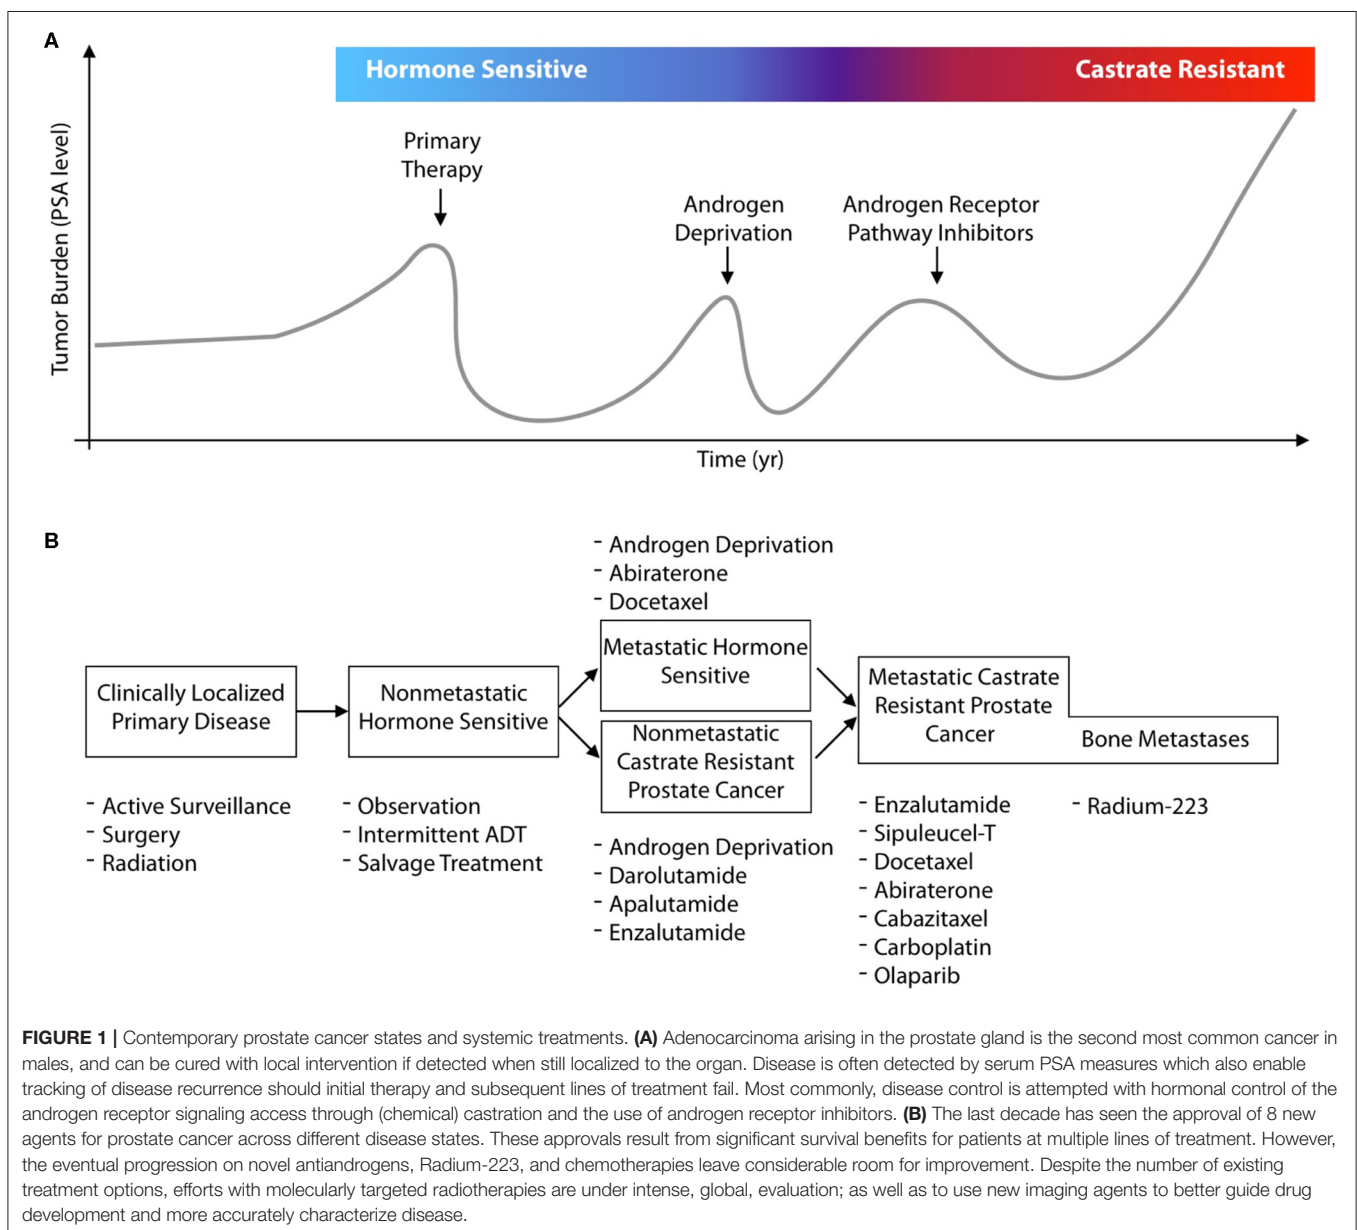 A
Hormone Sensitive
Castrate Resistant
Primary
Therapy
Androgen
Deprivation
Androgen Receptor
Pathway Inhibitors
Tumor Burden (PSA level)
Time (yr)
B
- Androgen Deprivation
- Abiraterone
- Docetaxel
Clinically Localized
Primary Disease
Nonmetastatic
Hormone Sensitive
Metastatic Hormone
Sensitive
Nonmetastatic
Castrate Resistant
Prostate Cancer
Metastatic Castrate
Resistant Prostate
Cancer
Bone Metastases
- Active Surveillance
- Surgery
- Radiation
- Observation
- Intermittent ADT
- Salvage Treatment
- Androgen Deprivation
- Darolutamide
- Apalutamide
- Enzalutamide
- Enzalutamide
- Sipuleucel-T
- Docetaxel
- Abiraterone
- Cabazitaxel
- Carboplatin
- Olaparib
- Radium-223
FIGURE 1 | Contemporary prostate cancer states and systemic treatments. (A) Adenocarcinoma arising in the prostate gland is the second most common cancer in
males, and can be cured with local intervention if detected when still localized to the organ. Disease is often detected by serum PSA measures which also enable
tracking of disease recurrence should initial therapy and subsequent lines of treatment fail. Most commonly, disease control is attempted with hormonal control of the
androgen receptor signaling access through (chemical) castration and the use of androgen receptor inhibitors. (B) The last decade has seen the approval of 8 new
agents for prostate cancer across different disease states. These approvals result from significant survival benefits for patients at multiple lines of treatment. However,
the eventual progression on novel antiandrogens, Radium-223, and chemotherapies leave considerable room for improvement. Despite the number of existing
treatment options, efforts with molecularly targeted radiotherapies are under intense, global, evaluation; as well as to use new imaging agents to better guide drug
development and more accurately characterize disease.